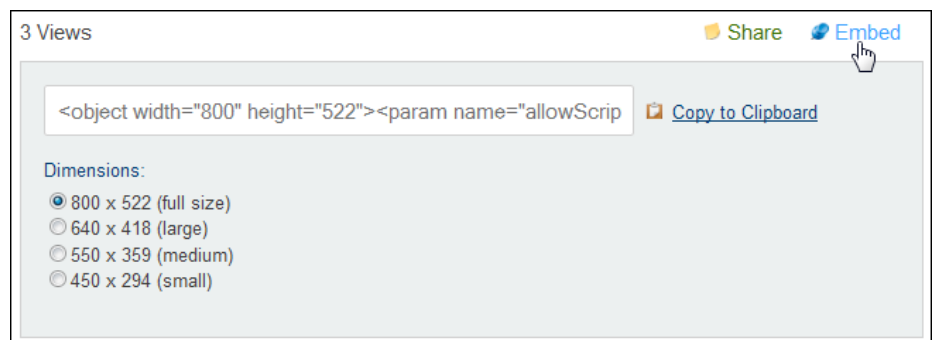 3 Views Share Embed
<object width="800" height="522"><param name="allowScrip Copy to Clipboard
Dimensions:
800 x 522 (full size)
640 x 418 (large)
550 x 359 (medium)
450 x 294 (small)